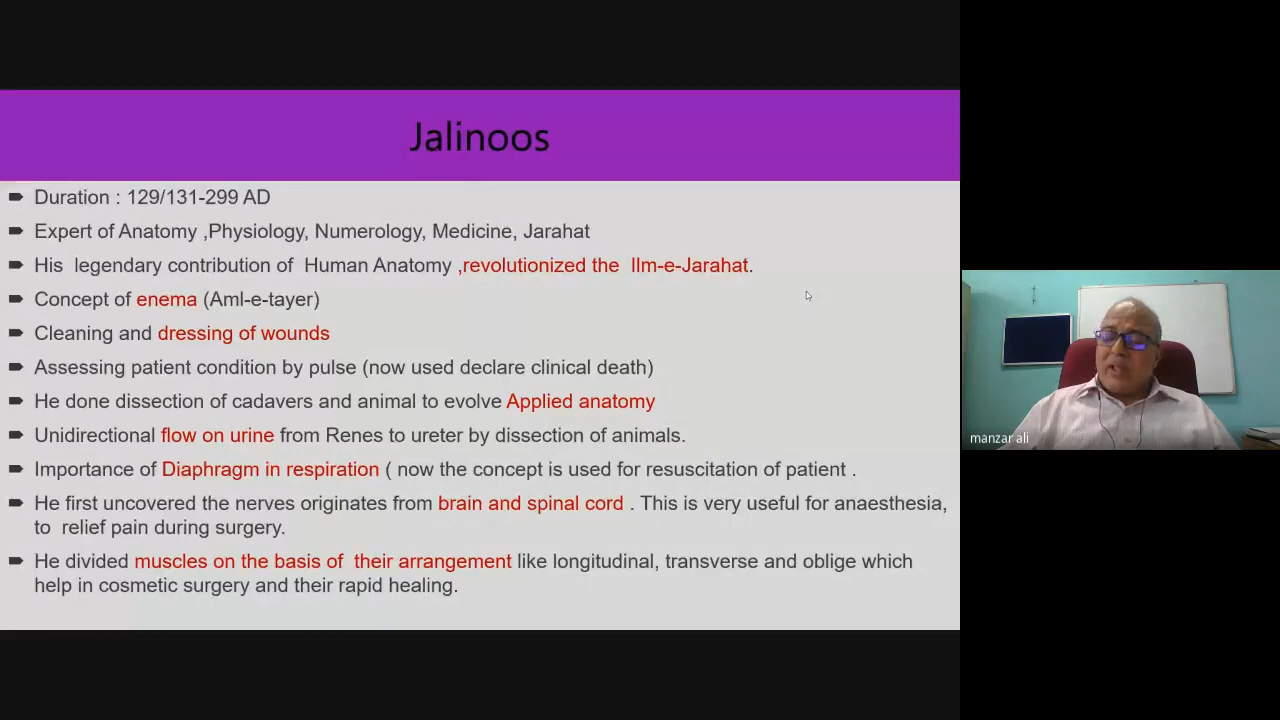 Jalinoos
Duration : 129/131-299 AD
Expert of Anatomy ,Physiology, Numerology, Medicine, Jarahat
His legendary contribution of Human Anatomy ,revolutionized the Ilm-e-Jarahat.
Concept of enema (Aml-e-tayer)
Cleaning and dressing of wounds
Assessing patient condition by pulse (now used declare clinical death)
He done dissection of cadavers and animal to evolve Applied anatomy
Unidirectional flow on urine from Renes to ureter by dissection of animals.
Importance of Diaphragm in respiration ( now the concept is used for resuscitation of patient .
He first uncovered the nerves originates from brain and spinal cord . This is very useful for anaesthesia,
to relief pain during surgery.
He divided muscles on the basis of their arrangement like longitudinal, transverse and oblige which
help in cosmetic surgery and their rapid healing.
manzar ali